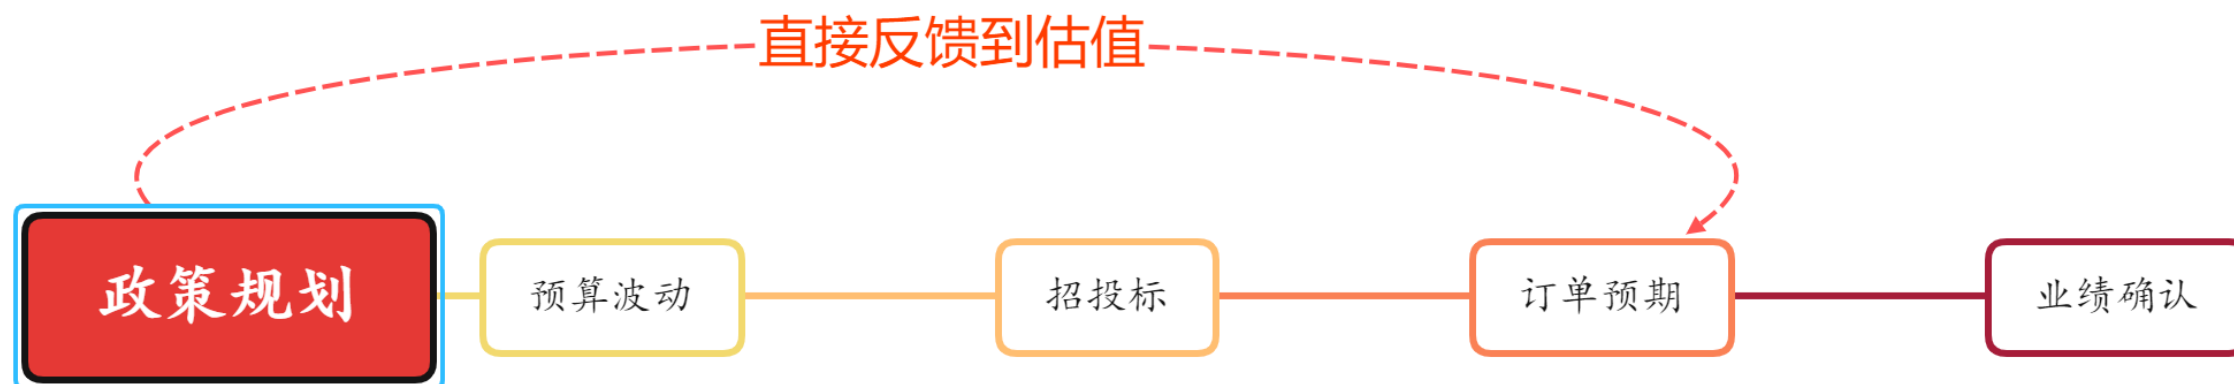 直接反馈到估值
政策规划
预算波动
招投标
订单预期
业绩确认